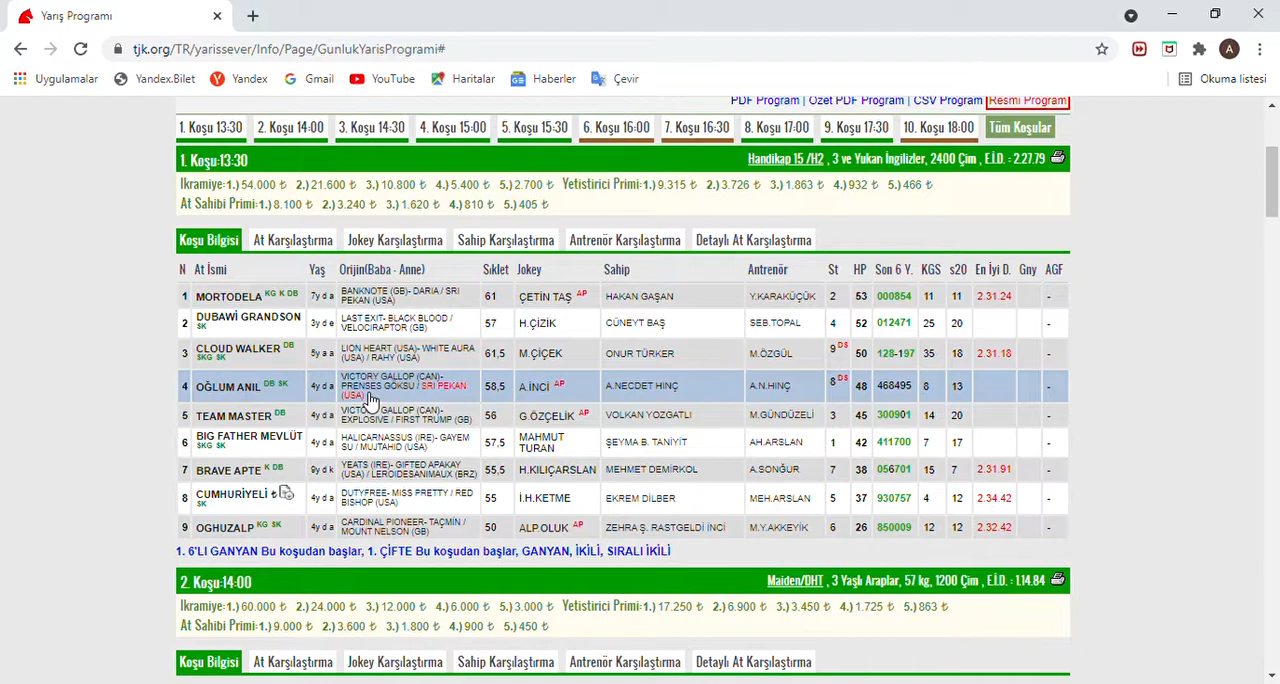 Yarış Programı
tjk.org/TR/yarissever/Info/Page/GunlukYarisProgrami#
A
Uygulamalar Yandex.Bilet Yandex Gmail YouTube Haritalar Haberler Çevir Okuma listesi
PDF Program | Özet PDF Program | CSV Program Resmi Program
1. Koşu 13:30 2. Koşu 14:00 3. Koşu 14:30 4. Koşu 15:00 5. Koşu 15:30 6. Koşu 16:00 7. Koşu 16:30 8. Koşu 17:00 9. Koşu 17:30 10. Koşu 18:00 Tüm Koşular
1. Koşu:13:30 Handikap 15 /H2 , 3 ve Yukarı İngilizler, 2400 Çim , E.İ.D. : 2.27.79
İkramiye:1.) 54.000 ₺ 2.) 21.600 ₺ 3.) 10.800 ₺ 4.) 5.400 ₺ 5.) 2.700 ₺ Yetistirici Primi:1.) 9.315 ₺ 2.) 3.726 ₺ 3.) 1.863 ₺ 4.) 932 ₺ 5.) 466 ₺
At Sahibi Primi:1.) 8.100 ₺ 2.) 3.240 ₺ 3.) 1.620 ₺ 4.) 810 ₺ 5.) 405 ₺
Koşu Bilgisi At Karşılaştırma Jokey Karşılaştırma Sahip Karşılaştırma Antrenör Karşılaştırma Detaylı At Karşılaştırma
N At İsmi Yaş Orijin(Baba - Anne) Sıklet Jokey Sahip Antrenör St HP Son 6 Y. KGS s20 En İyi D. Gny AGF
1 MORTODELA KG K DB 7y d a BANKNOTE (GB)- DARIA / SRI PEKAN (USA) 61 ÇETİN TAŞ AP HAKAN GAŞAN Y.KARAKÜÇÜK 2 53 000854 11 11 2.31.24 -
2 DUBAWİ GRANDSON SK 3y d e LAST EXIT- BLACK BLOOD / VELOCIRAPTOR (GB) 57 H.ÇİZİK CÜNEYT BAŞ SEB.TOPAL 4 52 012471 25 20 -
3 CLOUD WALKER DB SKG SK 5y a a LION HEART (USA)- WHITE AURA (USA) / RAHY (USA) 61,5 M.ÇİÇEK ONUR TÜRKER M.ÖZGÜL 9 DS 50 128-197 35 18 2.31.18 -
4 OĞLUM ANIL DB SK 4y d a VICTORY GALLOP (CAN)- PRENSES GÖKSU / SRI PEKAN (USA) 58,5 A.İNCİ AP A.NECDET HINÇ A.N.HINÇ 8 DS 48 468495 8 13 -
5 TEAM MASTER DB 4y d a VICTORY GALLOP (CAN)- EXPLOSIVE / FIRST TRUMP (GB) 56 G.ÖZÇELİK AP VOLKAN YOZGATLI M.GÜNDÜZELİ 3 45 300901 14 20 -
6 BIG FATHER MEVLÜT SKG SK 4y d a HALICARNASSUS (IRE)- GAYEM SU / MUJTAHID (USA) 57,5 MAHMUT TURAN ŞEYMA B. TANİYİT AH.ARSLAN 1 42 411700 7 17 -
7 BRAVE APTE K DB 9y d k YEATS (IRE)- GIFTED APAKAY (USA) / LEROIDESANIMAUX (BRZ) 55,5 H.KILIÇARSLAN MEHMET DEMİRKOL A.SONĞUR 7 38 056701 15 7 2.31.91 -
8 CUMHURİYELİ ₺ SK 4y d a DUTYFREE- MISS PRETTY / RED BISHOP (USA) 55 İ.H.KETME EKREM DİLBER MEH.ARSLAN 5 37 930757 4 12 2.34.42 -
9 OGHUZALP KG SK 4y d a CARDINAL PIONEER- TAÇMİN / MOUNT NELSON (GB) 50 ALP OLUK AP ZEHRA Ş. RASTGELDİ İNCİ M.Y.AKKEYİK 6 26 850009 12 12 2.32.42 -
1. 6'LI GANYAN Bu koşudan başlar, 1. ÇİFTE Bu koşudan başlar, GANYAN, İKİLİ, SIRALI İKİLİ
2. Koşu:14:00 Maiden/DHT , 3 Yaşlı Araplar, 57 kg, 1200 Çim , E.İ.D. : 1.14.84
İkramiye:1.) 60.000 ₺ 2.) 24.000 ₺ 3.) 12.000 ₺ 4.) 6.000 ₺ 5.) 3.000 ₺ Yetistirici Primi:1.) 17.250 ₺ 2.) 6.900 ₺ 3.) 3.450 ₺ 4.) 1.725 ₺ 5.) 863 ₺
At Sahibi Primi:1.) 9.000 ₺ 2.) 3.600 ₺ 3.) 1.800 ₺ 4.) 900 ₺ 5.) 450 ₺
Koşu Bilgisi At Karşılaştırma Jokey Karşılaştırma Sahip Karşılaştırma Antrenör Karşılaştırma Detaylı At Karşılaştırma